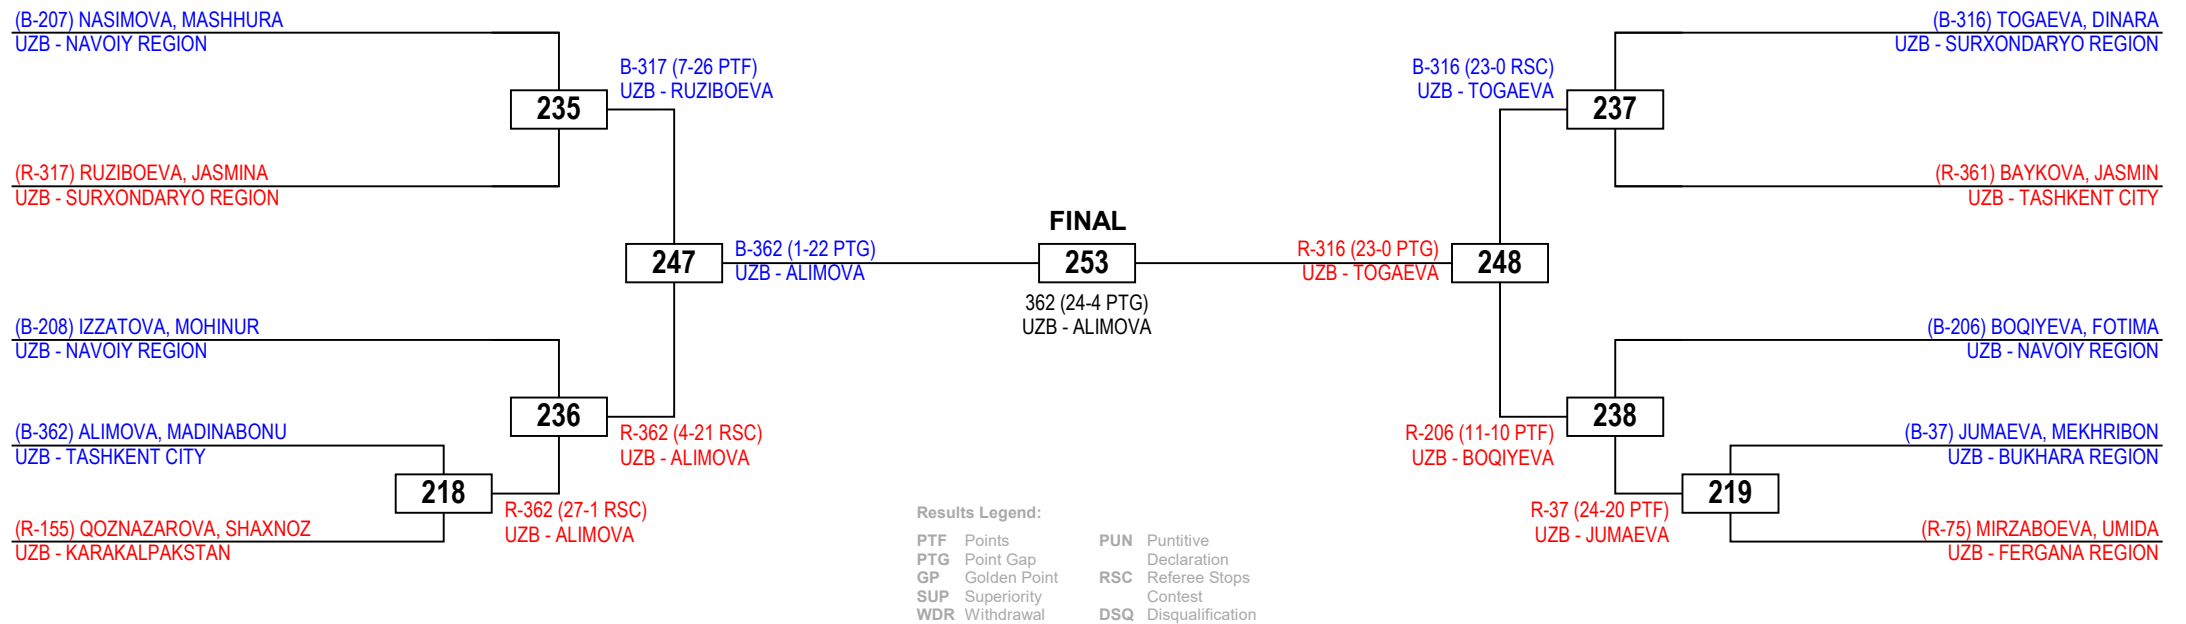 (B-207) NASIMOVA, MASHHURA
UZB - NAVOIY REGION
B-317 (7-26 PTF)
UZB - RUZIBOEVA
235
(R-317) RUZIBOEVA, JASMINA
UZB - SURXONDARYO REGION
247
B-362 (1-22 PTG)
UZB - ALIMOVA
(B-208) IZZATOVA, MOHINUR
UZB - NAVOIY REGION
236
R-362 (4-21 RSC)
UZB - ALIMOVA
(B-362) ALIMOVA, MADINABONU
UZB - TASHKENT CITY
218
R-362 (27-1 RSC)
UZB - ALIMOVA
(R-155) QOZNAZAROVA, SHAXNOZ
UZB - KARAKALPAKSTAN
FINAL
253
362 (24-4 PTG)
UZB - ALIMOVA
(B-316) TOGAEVA, DINARA
UZB - SURXONDARYO REGION
B-316 (23-0 RSC)
UZB - TOGAEVA
237
(R-361) BAYKOVA, JASMIN
UZB - TASHKENT CITY
R-316 (23-0 PTG)
UZB - TOGAEVA
248
(B-206) BOQIYEVA, FOTIMA
UZB - NAVOIY REGION
238
R-206 (11-10 PTF)
UZB - BOQIYEVA
(B-37) JUMAEVA, MEKHRIBON
UZB - BUKHARA REGION
219
R-37 (24-20 PTF)
UZB - JUMAEVA
(R-75) MIRZABOEVA, UMIDA
UZB - FERGANA REGION
Results Legend:
PTF Points
PTG Point Gap
GP Golden Point
SUP Superiority
WDR Withdrawal
PUN Puntitive
Declaration
RSC Referee Stops
Contest
DSQ Disqualification